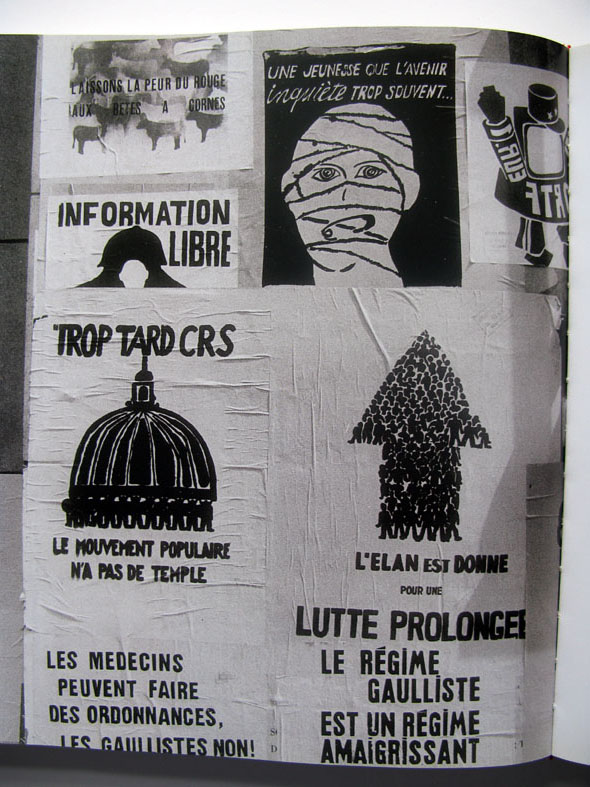 LAISSONS LA PEUR DU ROUGE
AUX BETES A CORNES
UNE JEUNESSE QUE L'AVENIR
inquiète TROP SOUVENT...
INFORMATION
LIBRE
TROP TARD CRS
LE MOUVEMENT POPULAIRE
N'A PAS DE TEMPLE
L'ELAN EST DONNE
POUR UNE
LUTTE PROLONGEE
LES MEDECINS
PEUVENT FAIRE
DES ORDONNANCES,
LES GAULLISTES NON!
LE RÉGIME
GAULLISTE
EST UN RÉGIME
AMAIGRISSANT